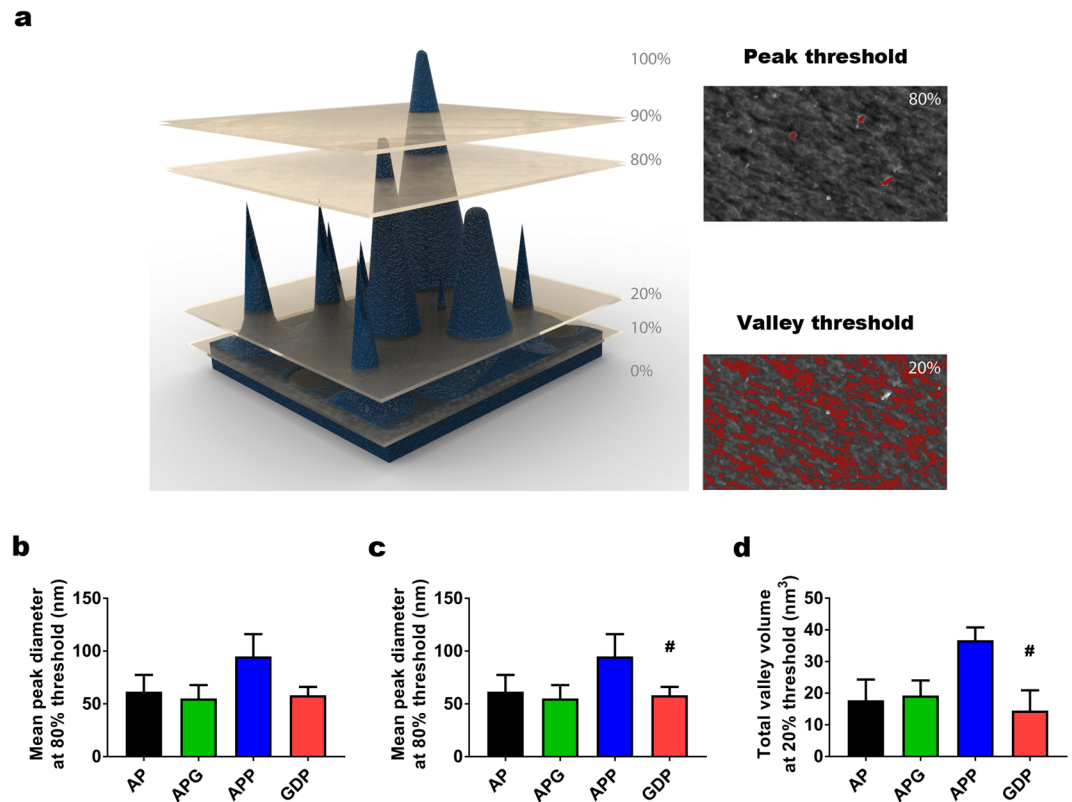 a
100%
90%
80%
20%
10%
0%
Peak threshold
80%
Valley threshold
20%
b
Mean peak diameter
at 80% threshold (nm)
150
100
50
0
AP
APG
APP
GDP
c
Mean peak diameter
at 80% threshold (nm)
150
100
50
0
#
AP
APG
APP
GDP
d
Total valley volume
at 20% threshold (nm³)
50
40
30
20
10
0
#
AP
APG
APP
GDP